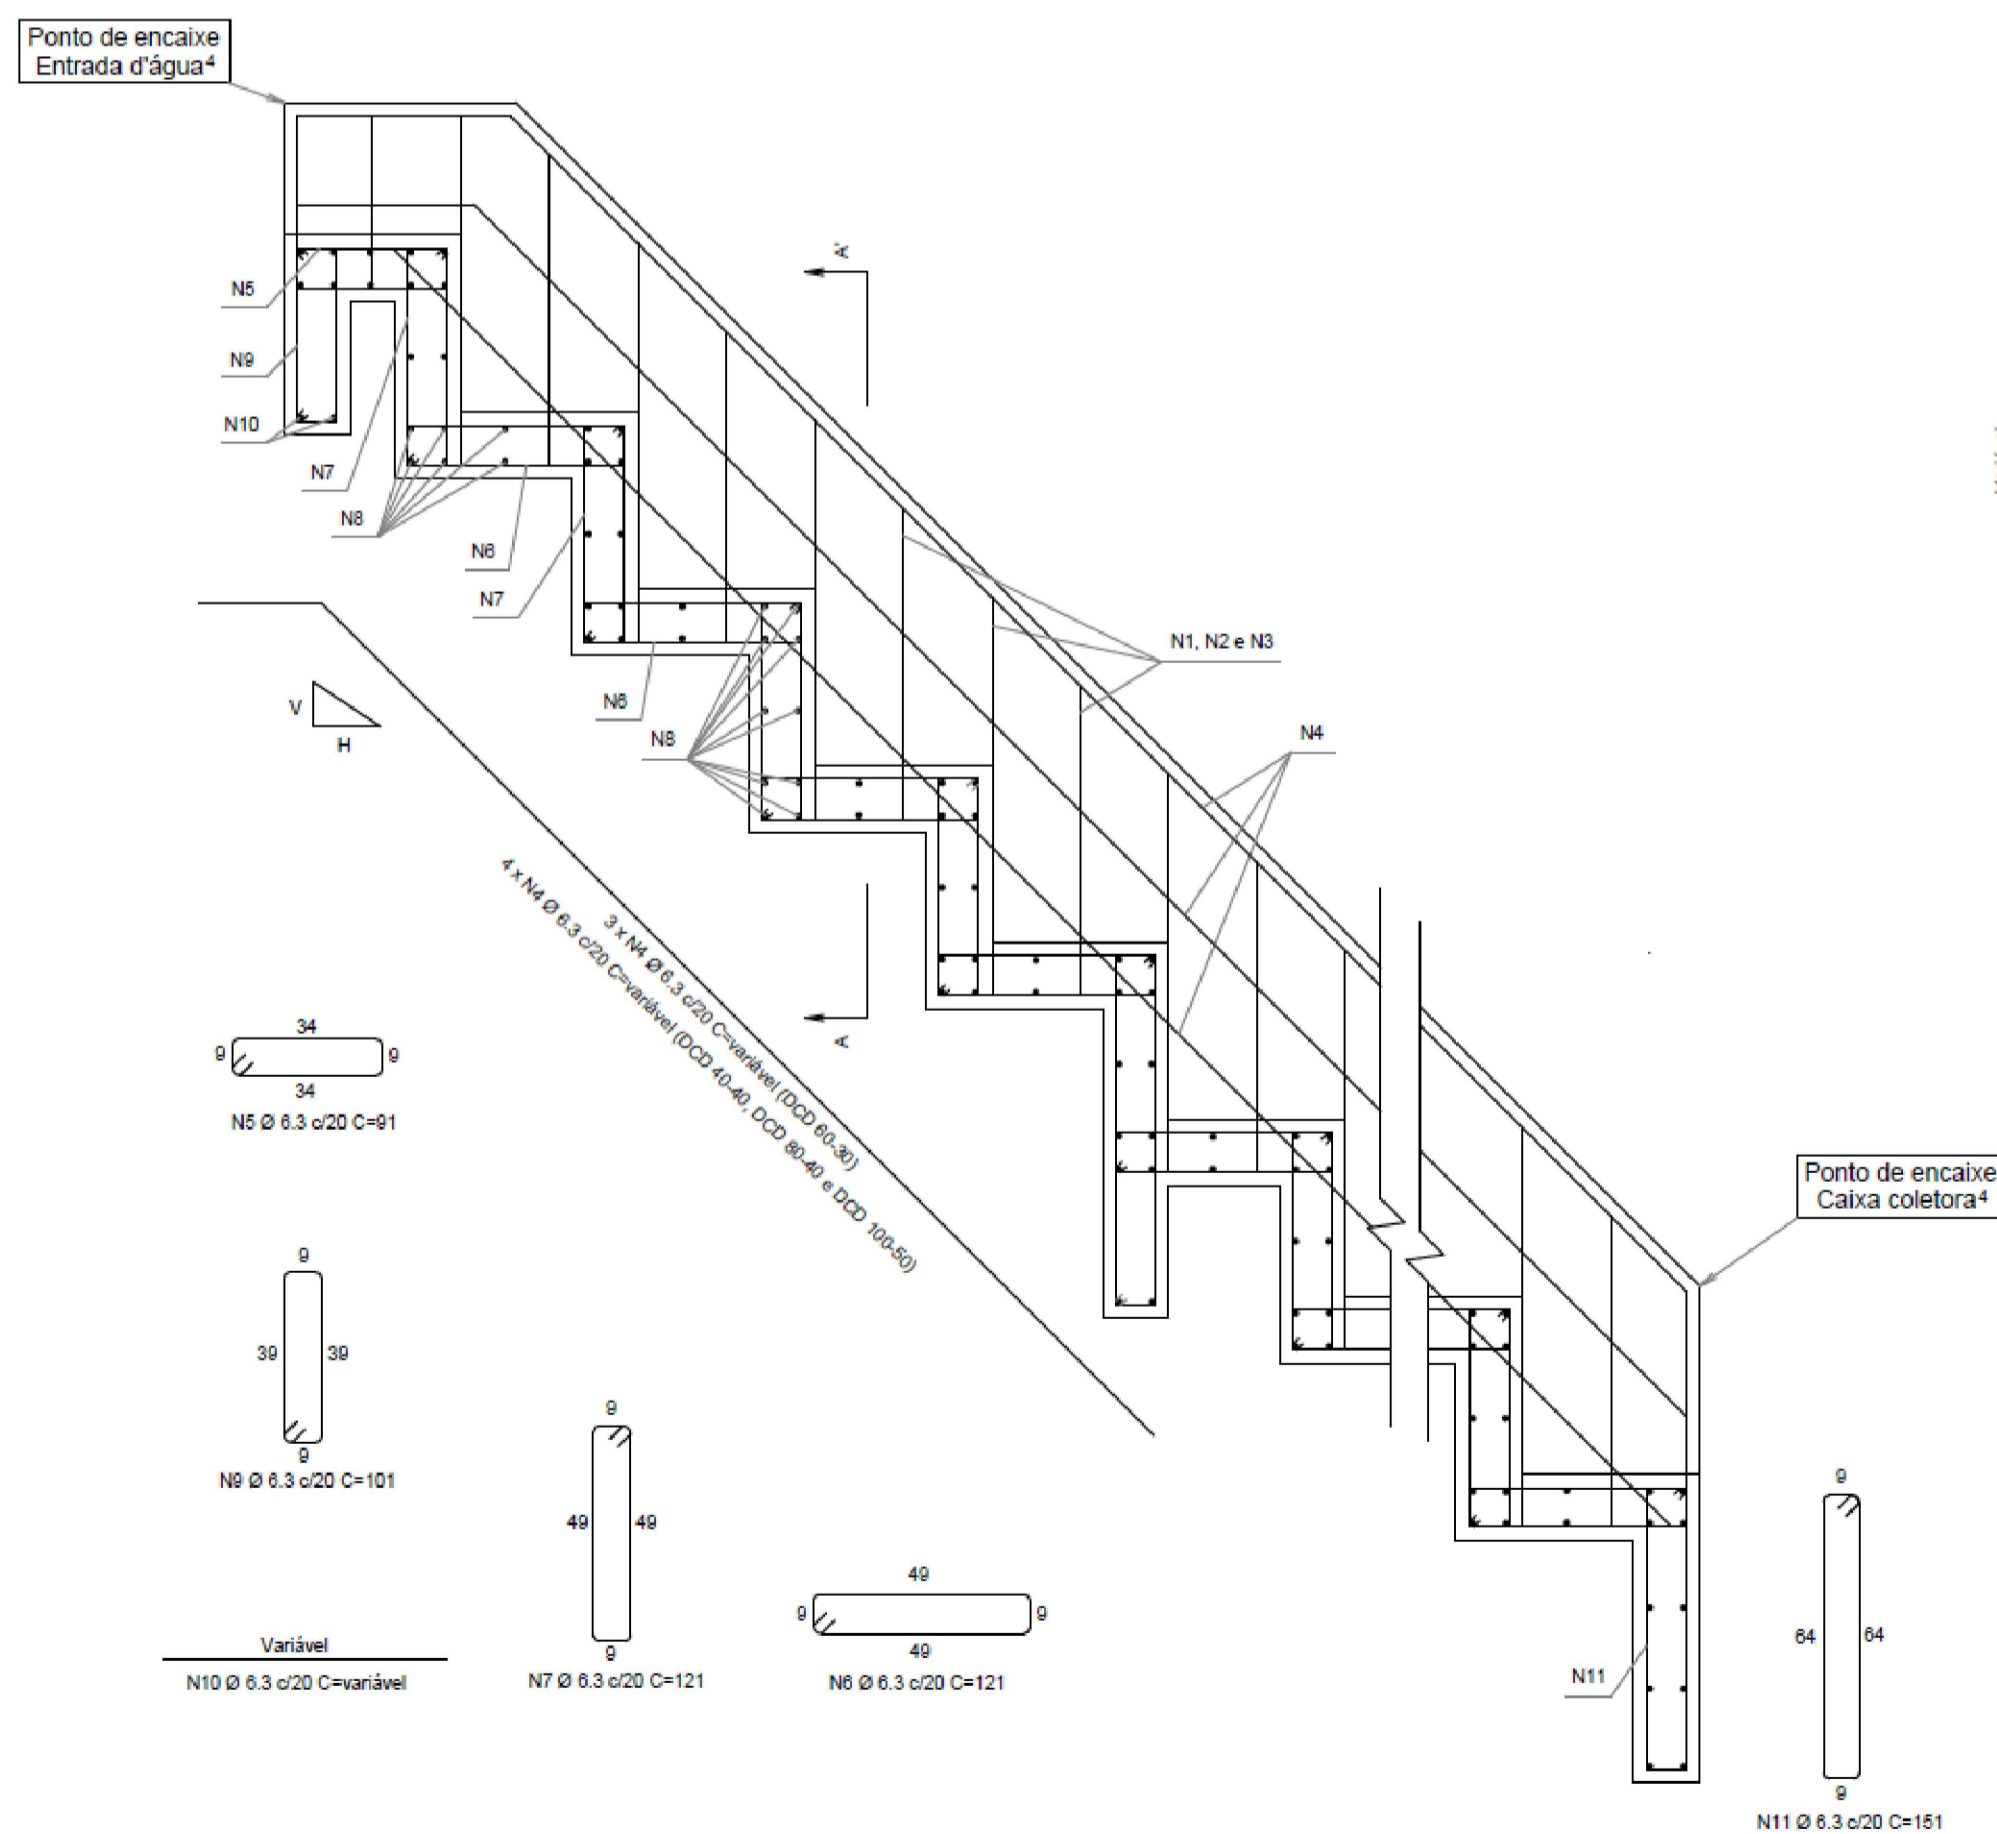 Ponto de encaixe
Entrada d'água⁴
A'
N5
N9
N10
N7
N8
N6
N7
V
H
N6
N8
N1, N2 e N3
N4
A
3 x N4 Ø 6.3 c/20 C=variável (DCD 60-30)
4 x N4 Ø 6.3 c/20 C=variável (DCD 40-40, DCD 80-40 e DCD 100-50)
34
9 9
34
N5 Ø 6.3 c/20 C=91
Ponto de encaixe
Caixa coletora⁴
9
39 39
9
N9 Ø 6.3 c/20 C=101
9
49 49
9
N7 Ø 6.3 c/20 C=121
49
9 9
49
N6 Ø 6.3 c/20 C=121
Variável
N10 Ø 6.3 c/20 C=variável
N11
9
64 64
9
N11 Ø 6.3 c/20 C=151